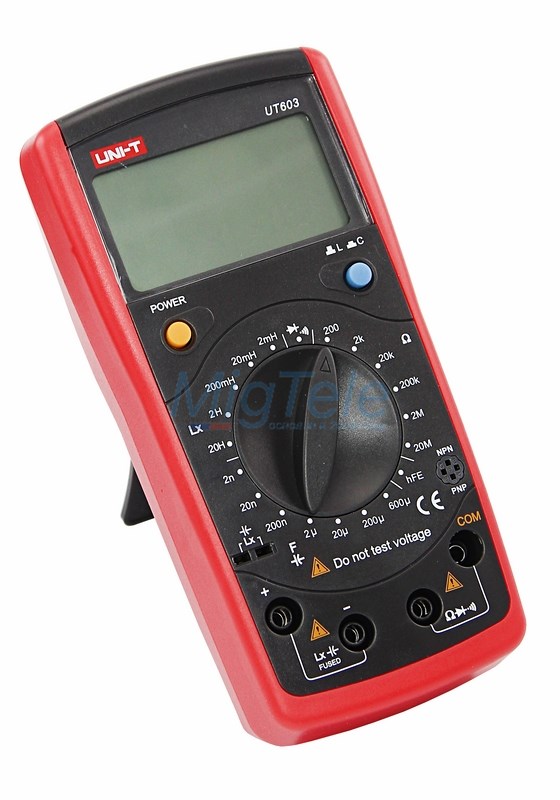 UT603
UNI-T
L C
POWER
2mH
200
20mH
2k
Ω
200mH
20k
2H
200k
Lx
2M
20H
20M
2n
hFE
20n
600µ
200n
2µ
20µ
200µ
NPN
PNP
CE
MigTele
Lx
F
Do not test voltage
COM
+
−
Ω
Lx
FUSED